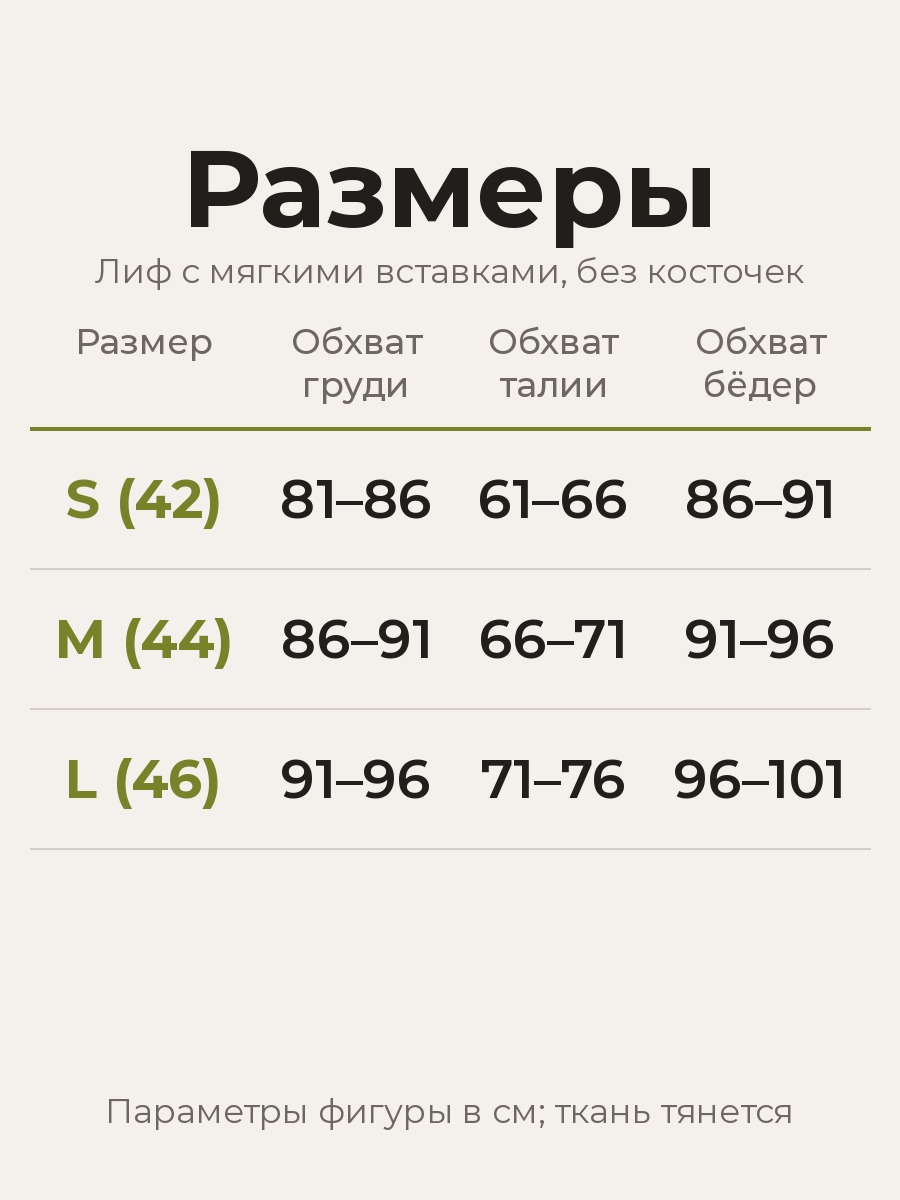 Размеры
Лиф с мягкими вставками, без косточек
Размер Обхват груди Обхват талии Обхват бёдер
S (42) 81–86 61–66 86–91
M (44) 86–91 66–71 91–96
L (46) 91–96 71–76 96–101
Параметры фигуры в см; ткань тянется